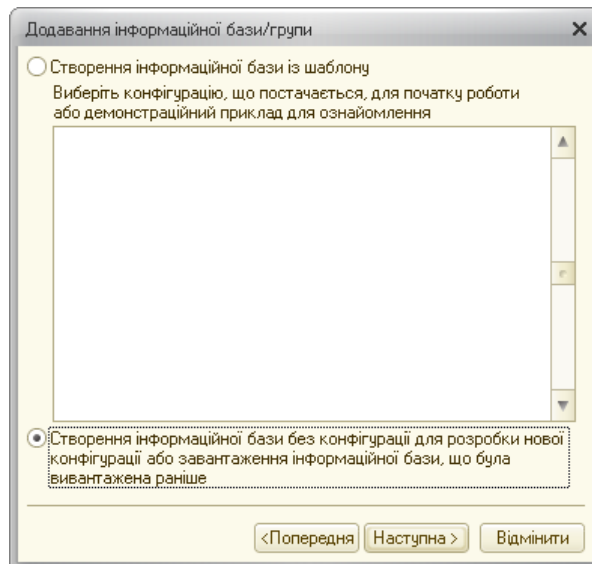 Додавання інформаційної бази/групи
Створення інформаційної бази із шаблону
Виберіть конфігурацію, що постачається, для початку роботи
або демонстраційний приклад для ознайомлення
Створення інформаційної бази без конфігурації для розробки нової
конфігурації або завантаження інформаційної бази, що була
вивантажена раніше
<Попередня Наступна > Відмінити